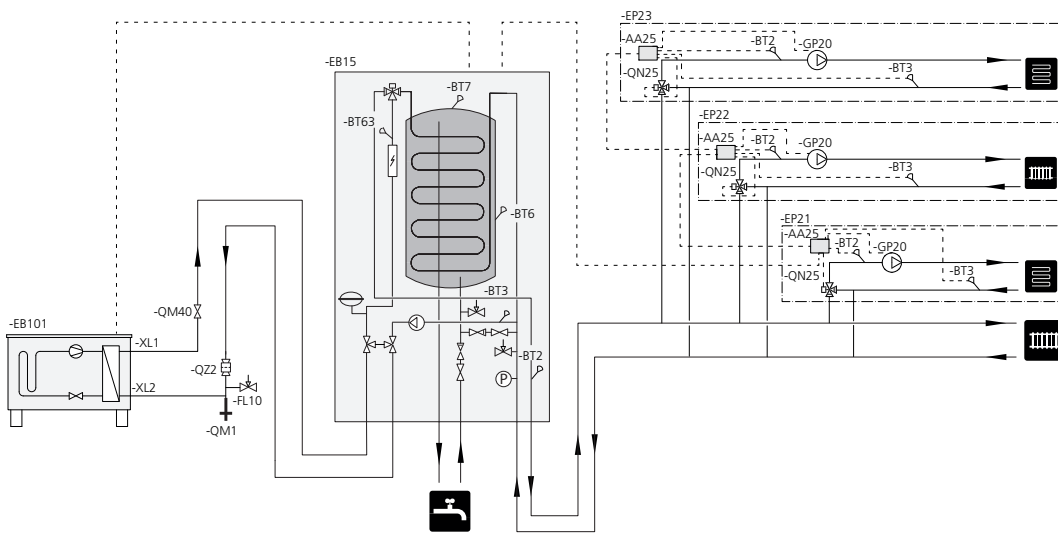 -EP23
-AA25
-BT2
-GP20
-BT3
-QN25
-EB15
-BT7
-BT63
-BT6
-EP22
-AA25
-BT2
-GP20
-BT3
-QN25
-EP21
-AA25
-BT2
-GP20
-BT3
-QN25
-BT3
-BT2
P
-QM40
-EB101
-XL1
-XL2
-QZ2
-FL10
-QM1